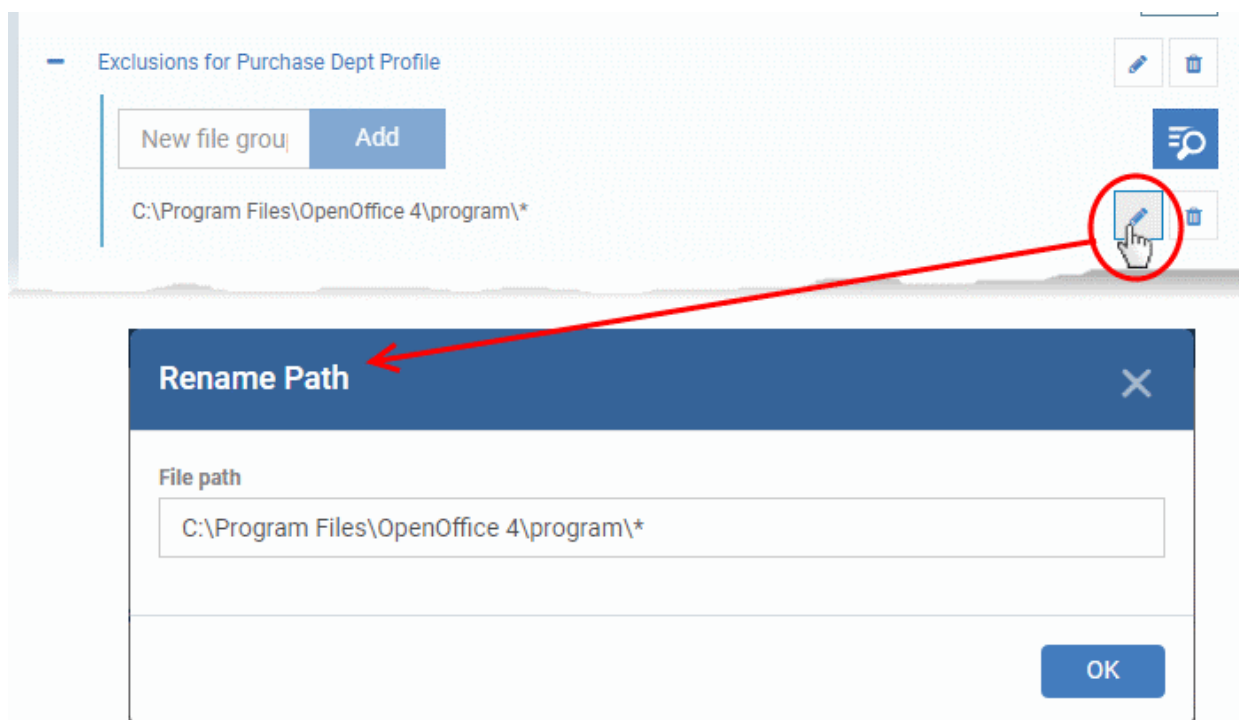 Exclusions for Purchase Dept Profile
New file grou
Add
C:\Program Files\OpenOffice 4\program\*
Rename Path
File path
C:\Program Files\OpenOffice 4\program\*
OK